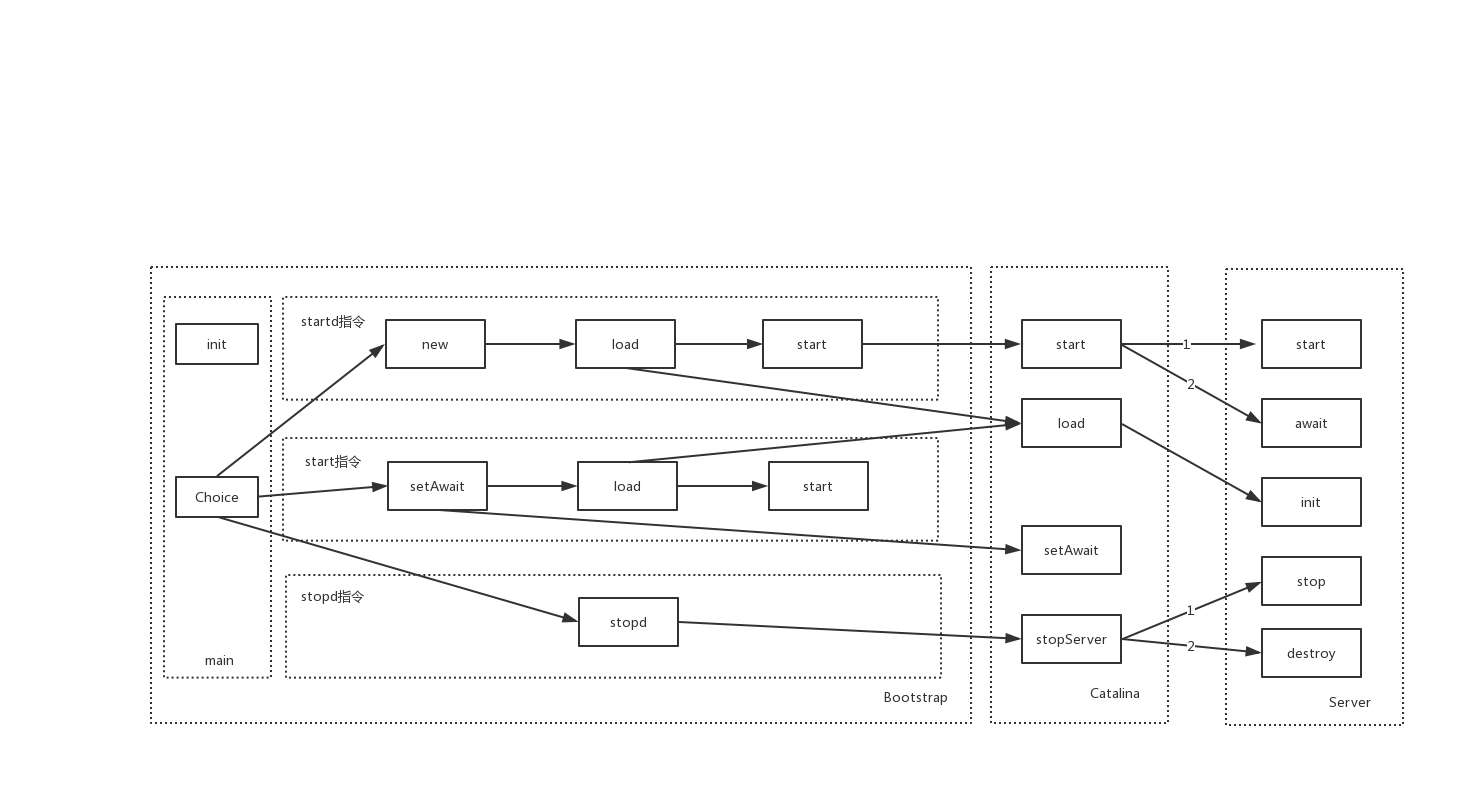 init
Choice
main
startd指令
new
load
start
start指令
setAwait
load
start
stopd指令
stopd
Bootstrap
start
load
setAwait
stopServer
Catalina
1
2
1
2
start
await
init
stop
destroy
Server